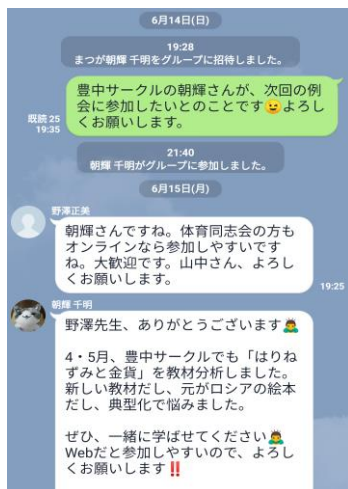 6月14日(日)
19:28
まつが朝輝 千明をグループに招待しました。
豊中サークルの朝輝さんが、次回の例
会に参加したいとのことです😉よろし
くお願いします。
既読 25
19:35
21:40
朝輝 千明がグループに参加しました。
6月15日(月)
野澤正美
朝輝さんですね。体育同志会の方も
オンラインなら参加しやすいです
ね。大歓迎です。山中さん、よろし
くお願いします。
19:25
朝輝 千明
野澤先生、ありがとうございます🙇
4・5月、豊中サークルでも「はりね
ずみと金貨」を教材分析しました。
新しい教材だし、元がロシアの絵本
だし、典型化で悩みました。
ぜひ、一緒に学ばせてください🙇
Webだと参加しやすいので、よろし
くお願いします‼️